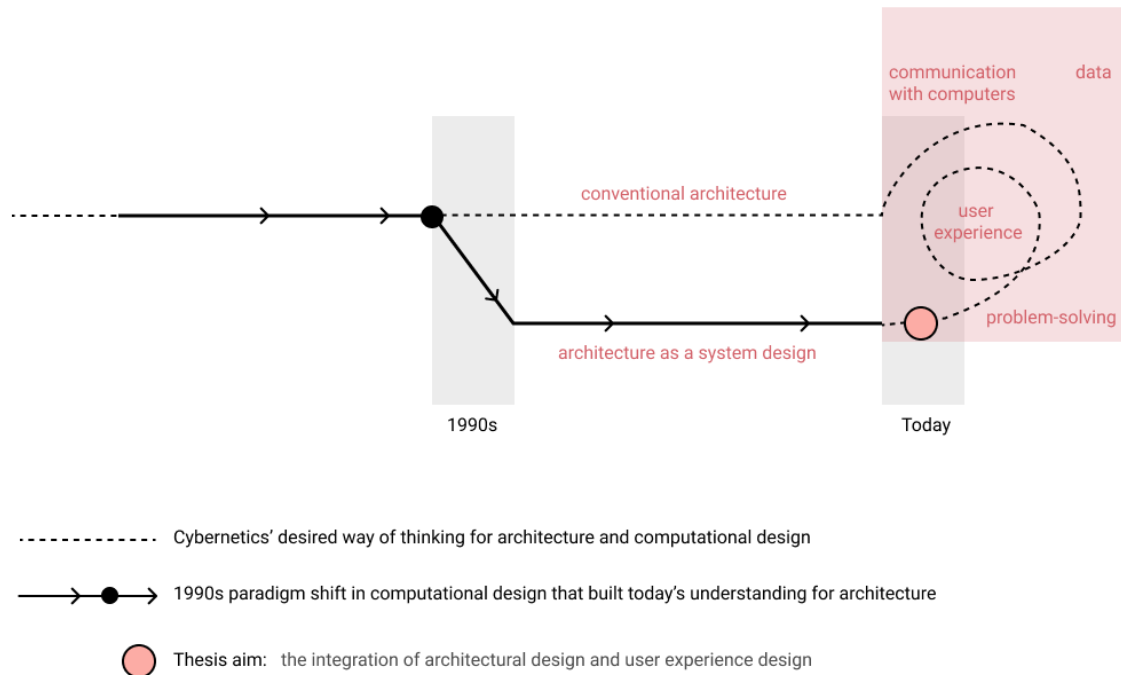 communication
with computers
data
conventional architecture
user
experience
problem-solving
architecture as a system design
1990s
Today
Cybernetics’ desired way of thinking for architecture and computational design
1990s paradigm shift in computational design that built today’s understanding for architecture
Thesis aim: the integration of architectural design and user experience design